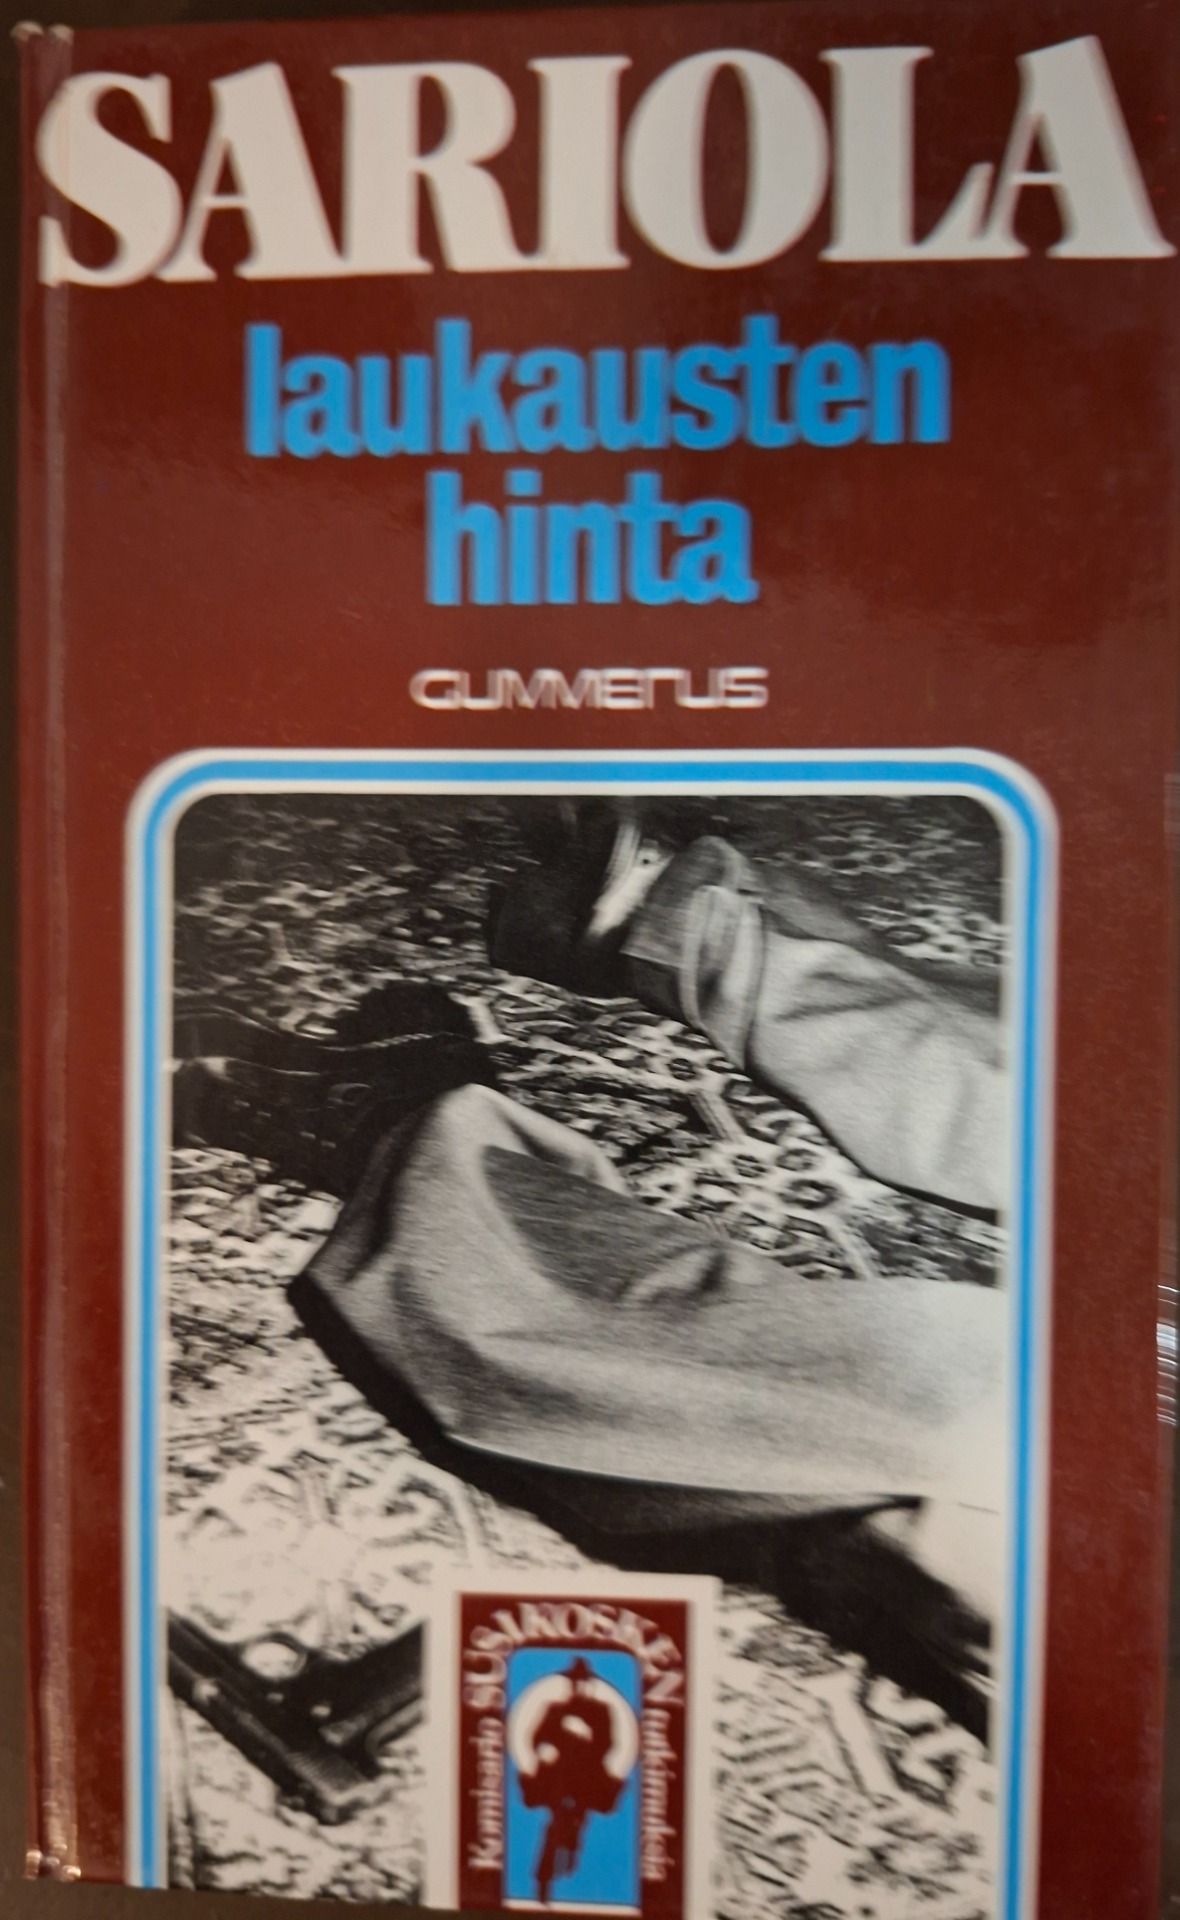 SARIOLA
laukausten
hinta
GUMMERUS
Komisario SUSIKOSKEN tutkimuksia